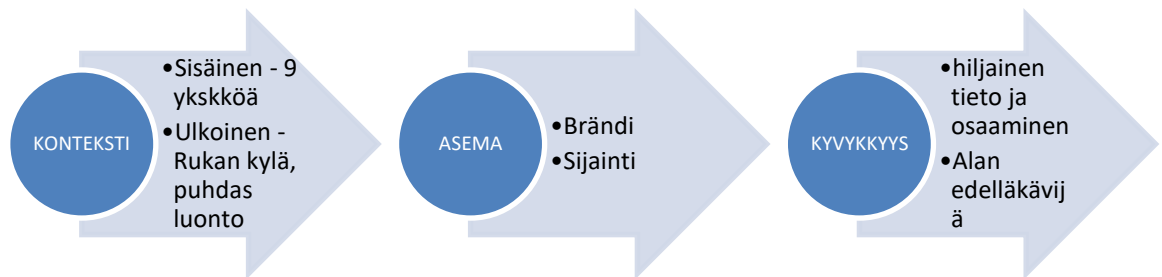 KONTEKSTI
•Sisäinen - 9
ykskköä
•Ulkoinen -
Rukan kylä,
puhdas
luonto
ASEMA
•Brändi
•Sijainti
KYVYKKYYS
•hiljainen
tieto ja
osaaminen
•Alan
edelläkävij
ä